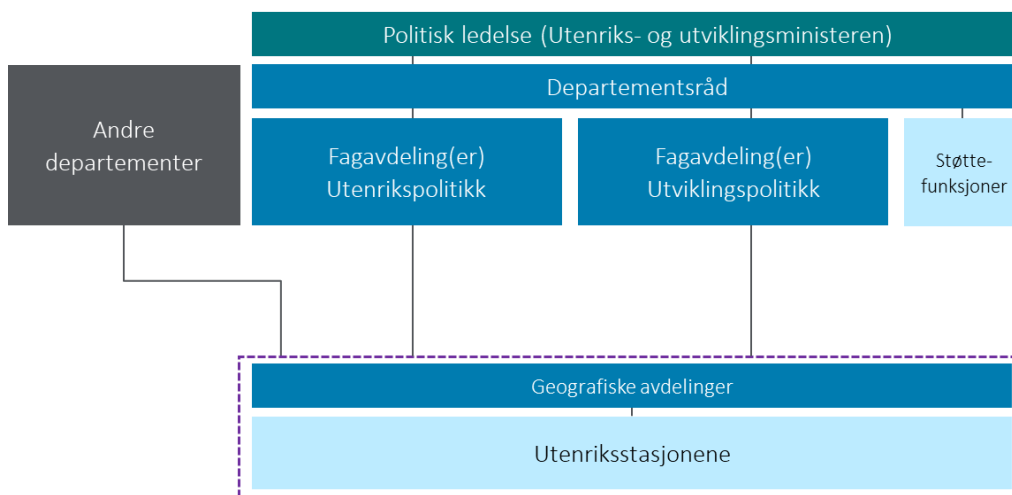 Politisk ledelse (Utenriks- og utviklingsministeren)
Departementsråd
Andre
departementer
Fagavdeling(er)
Utenrikspolitikk
Fagavdeling(er)
Utviklingspolitikk
Støtte-
funksjoner
Geografiske avdelinger
Utenriksstasjonene